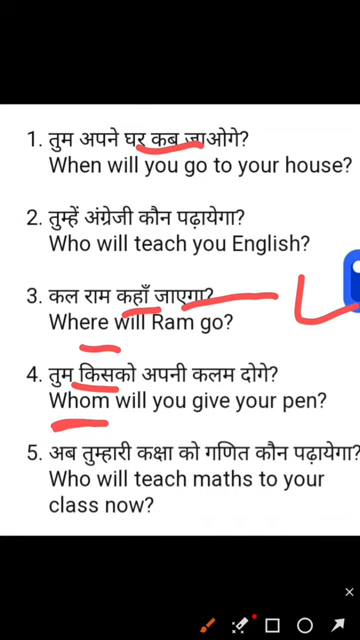 1. तुम अपने घर कब जाओगे?
When will you go to your house?
2. तुम्हें अंग्रेजी कौन पढ़ायेगा?
Who will teach you English?
3. कल राम कहाँ जाएगा?
Where will Ram go?
4. तुम किसको अपनी कलम दोगे?
Whom will you give your pen?
5. अब तुम्हारी कक्षा को गणित कौन पढ़ायेगा?
Who will teach maths to your
class now?